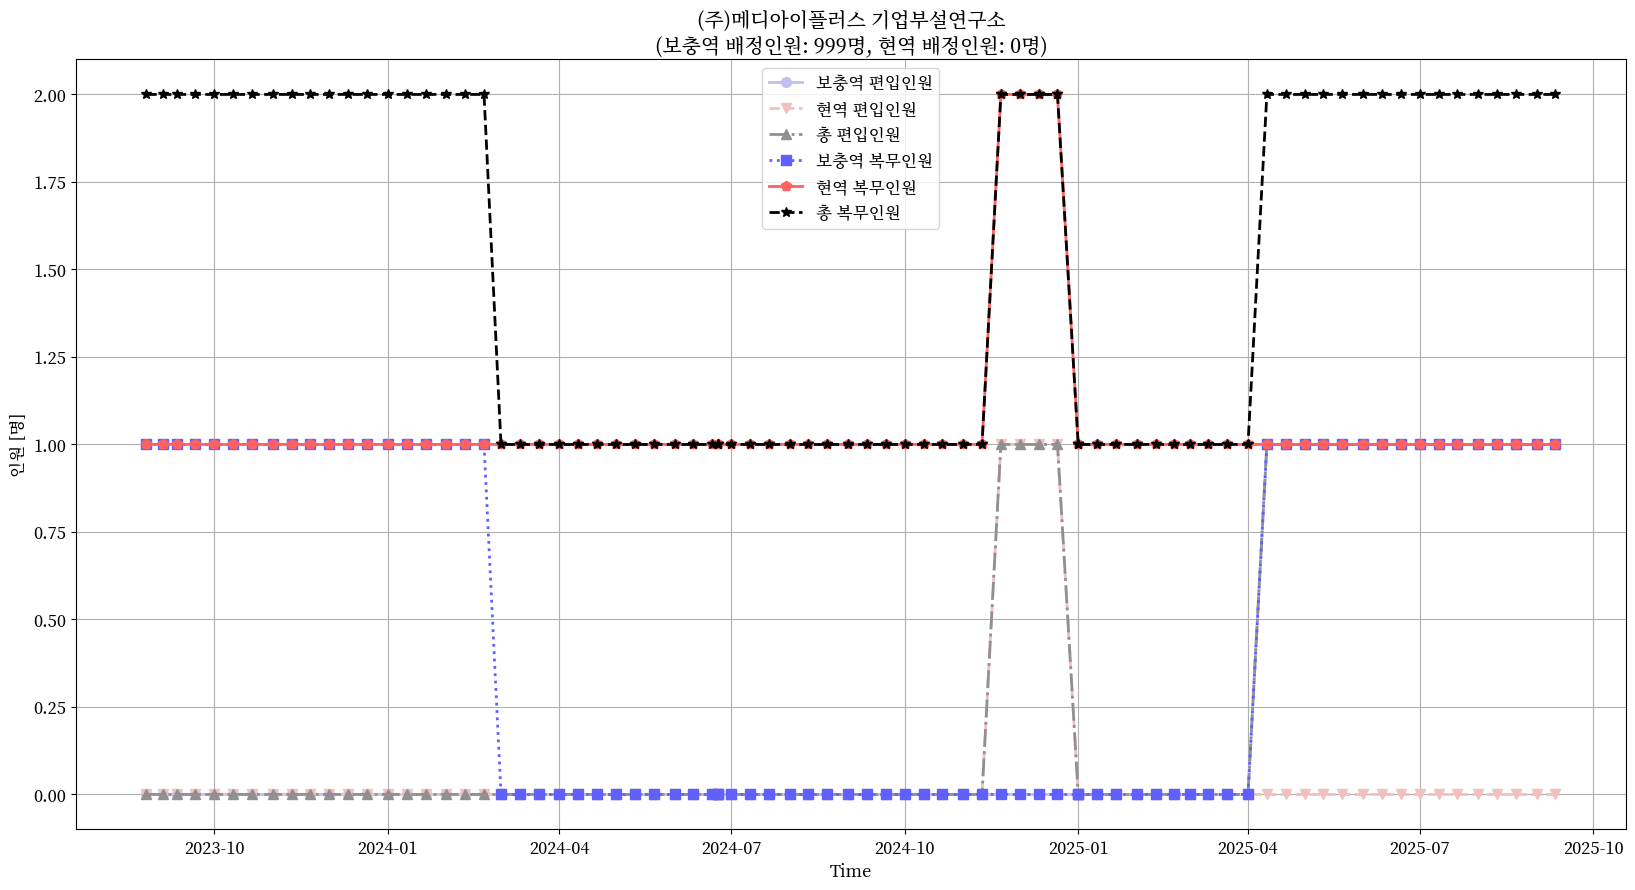 (주)메디아이플러스 기업부설연구소
(보충역 배정인원: 999명, 현역 배정인원: 0명)
보충역 편입인원
현역 편입인원
총 편입인원
보충역 복무인원
현역 복무인원
총 복무인원
인원 [명]
2.00
1.75
1.50
1.25
1.00
0.75
0.50
0.25
0.00
2023-10
2024-01
2024-04
2024-07
2024-10
2025-01
2025-04
2025-07
2025-10
Time